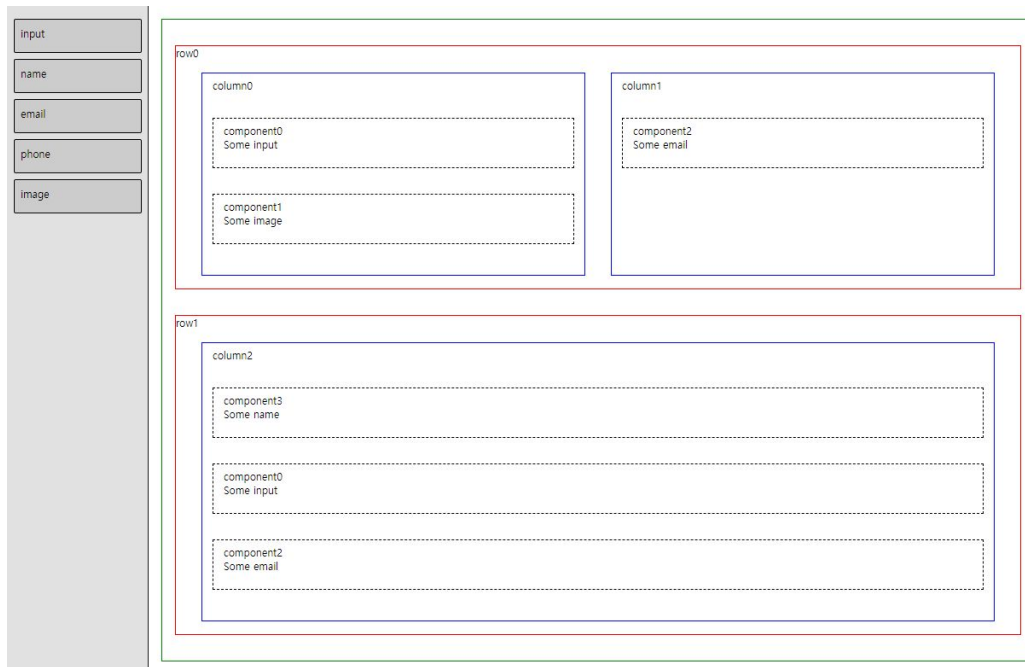 input
name
email
phone
image
row0
column0
component0
Some input
component1
Some image
column1
component2
Some email
row1
column2
component3
Some name
component0
Some input
component2
Some email